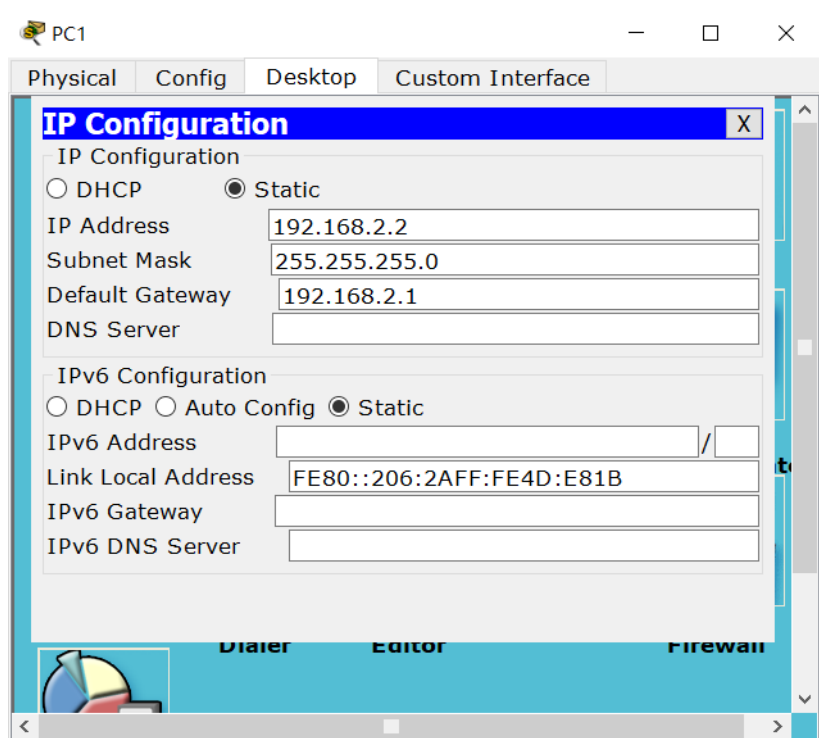 PC1
Physical Config Desktop Custom Interface
IP Configuration X
IP Configuration
DHCP Static
IP Address 192.168.2.2
Subnet Mask 255.255.255.0
Default Gateway 192.168.2.1
DNS Server
IPv6 Configuration
DHCP Auto Config Static
IPv6 Address /
Link Local Address FE80::206:2AFF:FE4D:E81B
IPv6 Gateway
IPv6 DNS Server
Dialer Editor Firewall